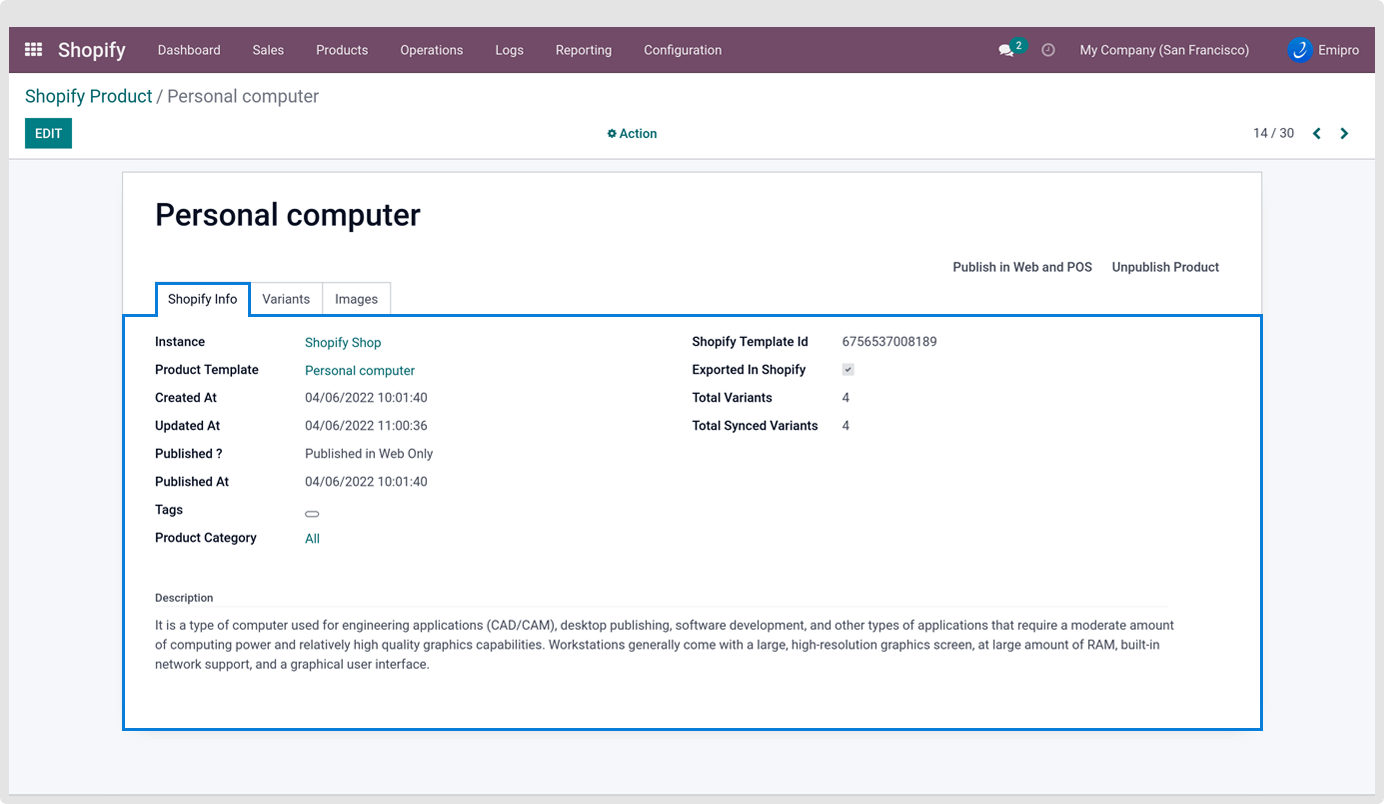 Shopify Dashboard Sales Products Operations Logs Reporting Configuration 2 My Company (San Francisco) Emipro
Shopify Product / Personal computer
EDIT Action 14 / 30
Personal computer
Publish in Web and POS Unpublish Product
Shopify Info Variants Images
Instance Shopify Shop Shopify Template Id 6756537008189
Product Template Personal computer Exported In Shopify
Created At 04/06/2022 10:01:40 Total Variants 4
Updated At 04/06/2022 11:00:36 Total Synced Variants 4
Published ? Published in Web Only
Published At 04/06/2022 10:01:40
Tags
Product Category All
Description
It is a type of computer used for engineering applications (CAD/CAM), desktop publishing, software development, and other types of applications that require a moderate amount
of computing power and relatively high quality graphics capabilities. Workstations generally come with a large, high-resolution graphics screen, at large amount of RAM, built-in
network support, and a graphical user interface.